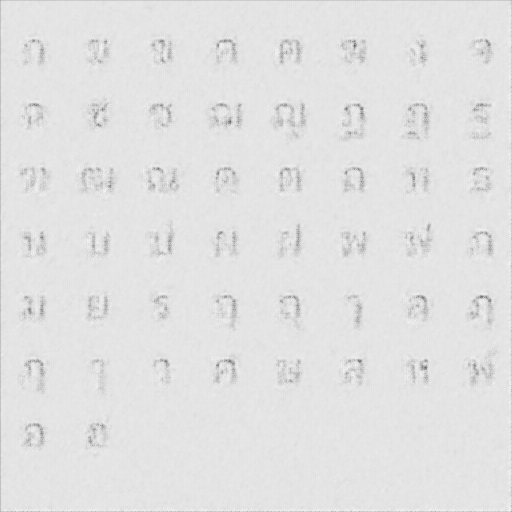 ก ข ฃ ค ฅ ฆ ง จ
ฉ ช ซ ฌ ญ ฎ ฏ ฐ
ฑ ฒ ณ ด ต ถ ท ธ
น บ ป ผ ฝ พ ฟ ภ
ม ย ร ฤ ฤ ๅ ล ฦ
ฦ ๅ ว ศ ษ ส ห ฬ
อ ฮ